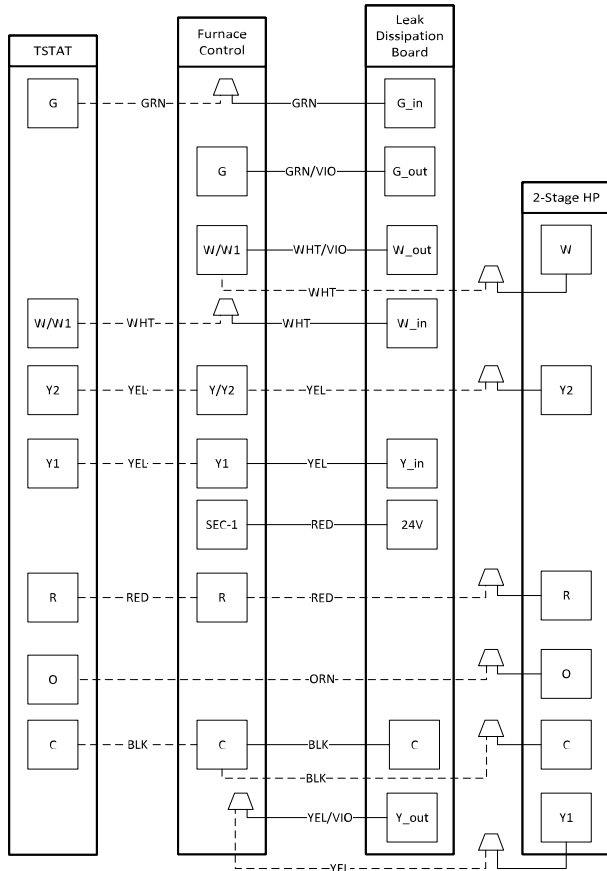 TSTAT
Furnace
Control
Leak
Dissipation
Board
2-Stage HP
G
GRN
GRN
G_in
G
GRN/VIO
G_out
W/W1
WHT/VIO
W_out
W
WHT
W/W1
WHT
WHT
W_in
Y2
YEL
Y/Y2
YEL
Y2
Y1
YEL
Y1
YEL
Y_in
SEC-1
RED
24V
R
RED
R
RED
R
O
ORN
O
C
BLK
C
BLK
C
C
BLK
YEL/VIO
Y_out
Y1
YEL